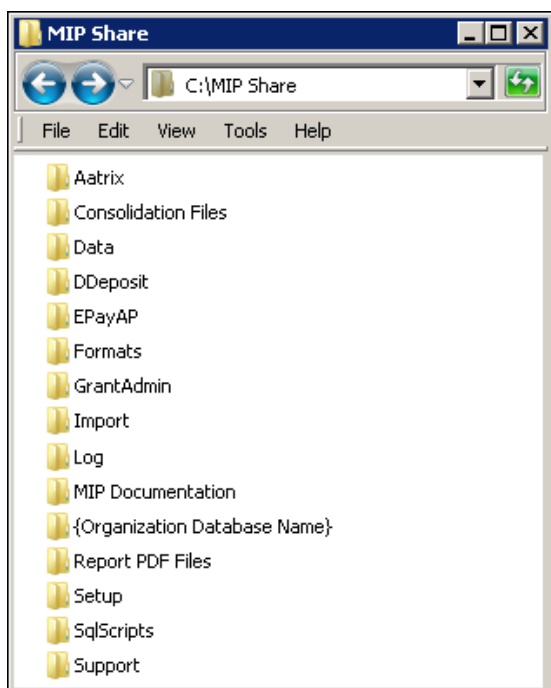 MIP Share
C:\MIP Share
File Edit View Tools Help
Aatrix
Consolidation Files
Data
DDeposit
EPayAP
Formats
GrantAdmin
Import
Log
MIP Documentation
{Organization Database Name}
Report PDF Files
Setup
SqlScripts
Support